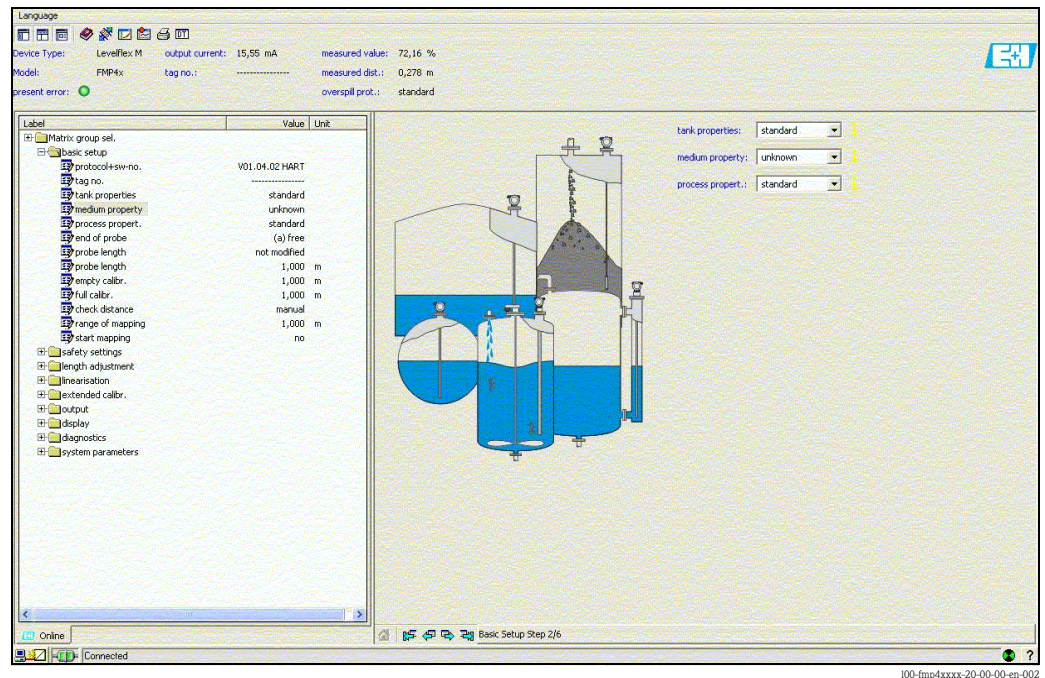 Language
Device Type: Levelflex M output current: 15,55 mA measured value: 72,16 %
Model: FMP4x tag no.: --------------- measured dist.: 0,278 m
present error: overspill prot.: standard
E+H
Label Value Unit
Matrix group sel.
basic setup
protocol+sw-no. V01.04.02 HART
tag no. ---------------
tank properties standard
medium property unknown
process propert. standard
end of probe (a) free
probe length not modified
probe length 1,000 m
empty calibr. 1,000 m
full calibr. 1,000 m
check distance manual
range of mapping 1,000 m
start mapping no
safety settings
length adjustment
linearisation
extended calibr.
output
display
diagnostics
system parameters
tank properties: standard
medium property: unknown
process propert.: standard
Online
Basic Setup Step 2/6
Connected
?
l00-fmp4xxxx-20-00-00-en-002